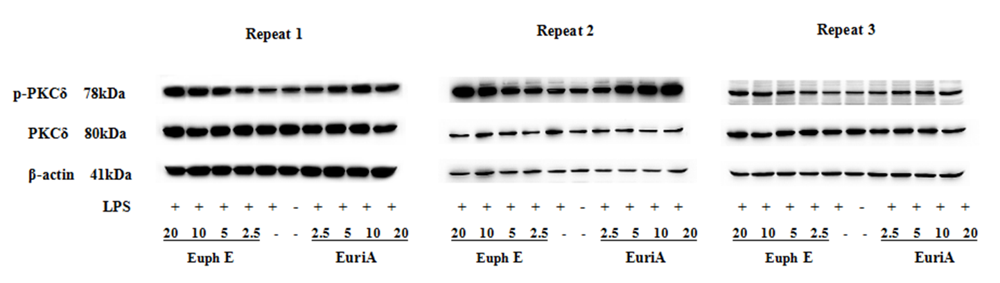 Repeat 1 Repeat 2 Repeat 3
p-PKCδ 78kDa
PKCδ 80kDa
β-actin 41kDa
LPS + + + + + - + + + + + + + + + - + + + + + + + + + - + + + +
20 10 5 2.5 - - 2.5 5 10 20 20 10 5 2.5 - - 2.5 5 10 20 20 10 5 2.5 - - 2.5 5 10 20
Euph E EuriA Euph E EuriA Euph E EuriA